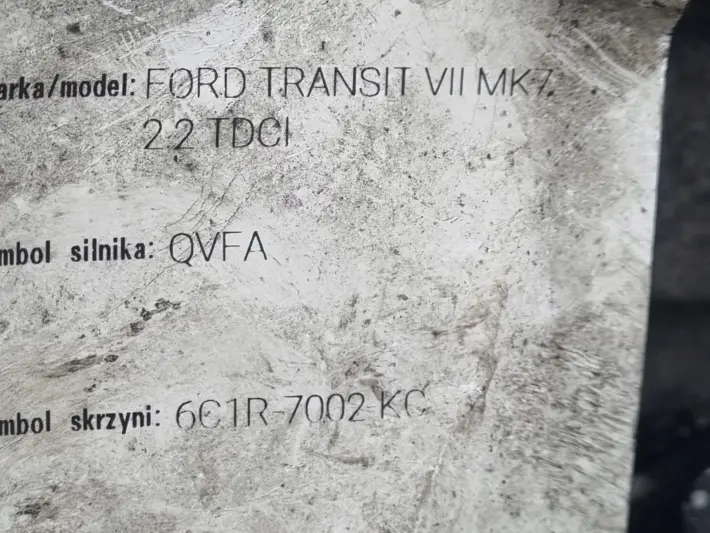 arka/model: FORD TRANSIT VII MK7
2.2 TDCI
mbol silnika: QVFA
mbol skrzyni: 6C1R-7002-KC